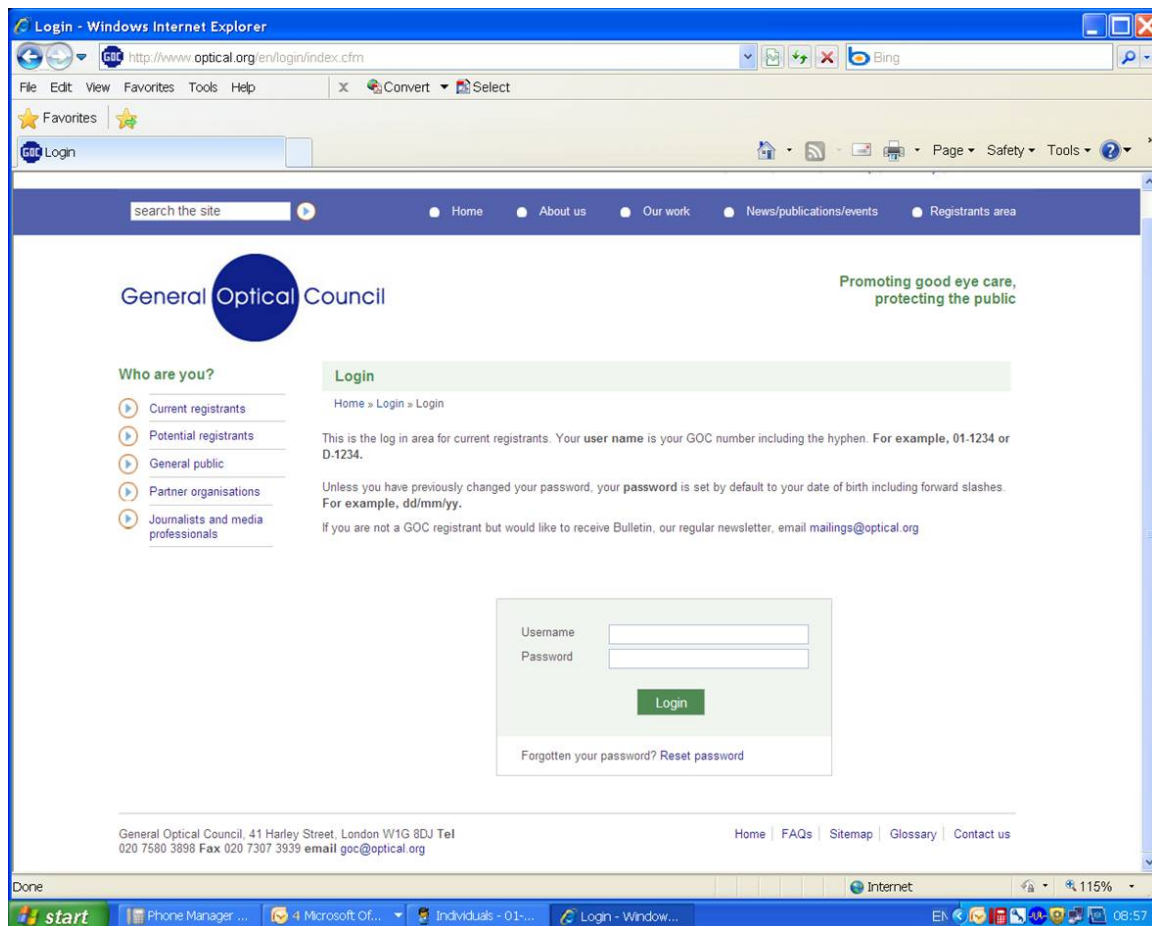 Login - Windows Internet Explorer
http://www.optical.org/en/login/index.cfm
Bing
File Edit View Favorites Tools Help x Convert Select
Favorites
GOC Login
Page Safety Tools
search the site Home About us Our work News/publications/events Registrants area
General Optical Council
Promoting good eye care,
protecting the public
Who are you?
Current registrants
Potential registrants
General public
Partner organisations
Journalists and media
professionals
Login
Home » Login » Login
This is the log in area for current registrants. Your user name is your GOC number including the hyphen. For example, 01-1234 or
D-1234.
Unless you have previously changed your password, your password is set by default to your date of birth including forward slashes.
For example, dd/mm/yy.
If you are not a GOC registrant but would like to receive Bulletin, our regular newsletter, email mailings@optical.org
Username
Password
Login
Forgotten your password? Reset password
General Optical Council, 41 Harley Street, London W1G 8DJ Tel
020 7580 3898 Fax 020 7307 3939 email goc@optical.org
Home FAQs Sitemap Glossary Contact us
Done Internet 115%
start Phone Manager ... 4 Microsoft Of... Individuals - 01-... Login - Window... EN 08:57